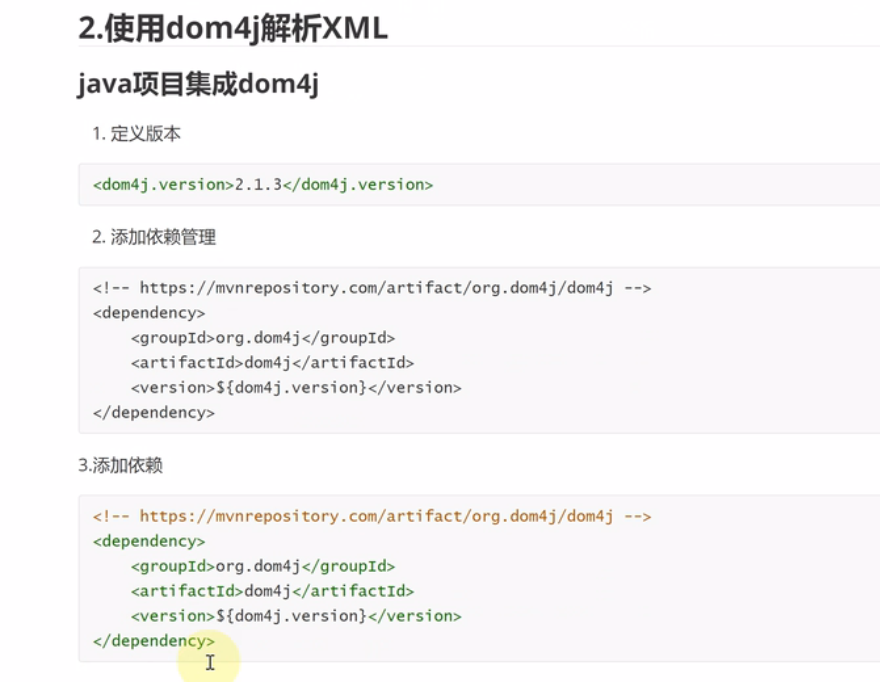 2.使用dom4j解析XML
java项目集成dom4j
1. 定义版本
<dom4j.version>2.1.3</dom4j.version>
2. 添加依赖管理
<!-- https://mvnrepository.com/artifact/org.dom4j/dom4j -->
<dependency>
    <groupId>org.dom4j</groupId>
    <artifactId>dom4j</artifactId>
    <version>${dom4j.version}</version>
</dependency>
3.添加依赖
<!-- https://mvnrepository.com/artifact/org.dom4j/dom4j -->
<dependency>
    <groupId>org.dom4j</groupId>
    <artifactId>dom4j</artifactId>
    <version>${dom4j.version}</version>
</dependency>